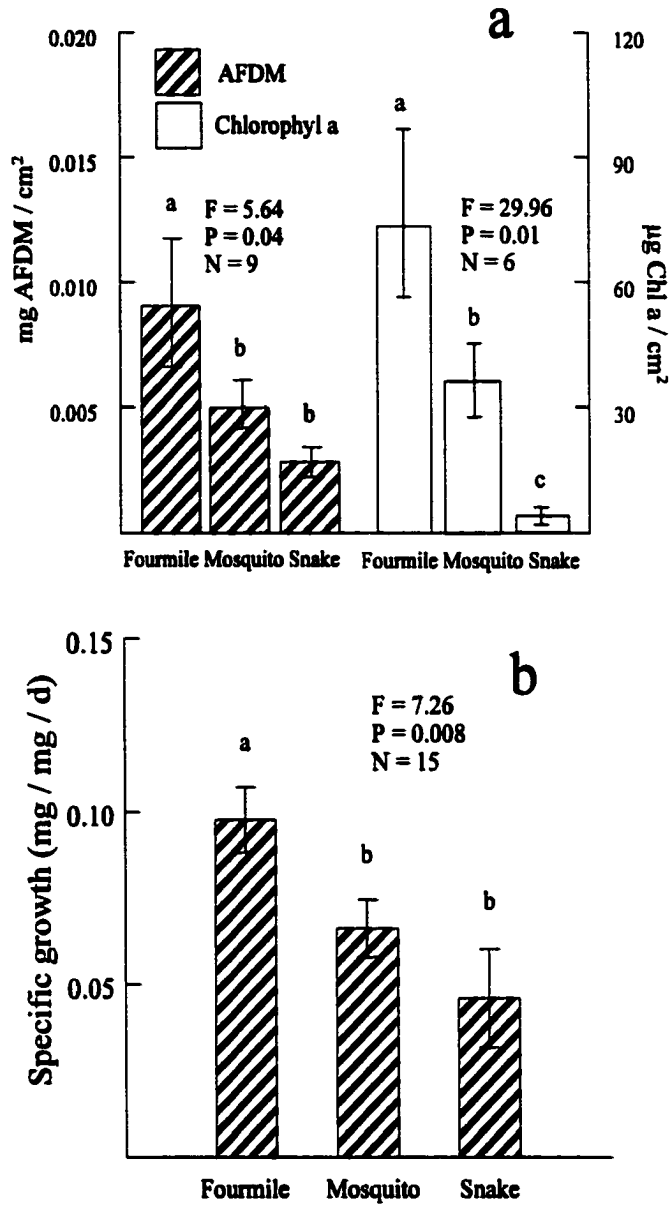 a
0.020
0.015
0.010
0.005
mg AFDM / cm²
AFDM
Chlorophyl a
120
90
60
30
µg Chl a / cm²
a
F = 5.64
P = 0.04
N = 9
b
b
a
F = 29.96
P = 0.01
N = 6
b
c
Fourmile Mosquito Snake Fourmile Mosquito Snake
b
0.15
0.10
0.05
Specific growth (mg / mg / d)
F = 7.26
P = 0.008
N = 15
a
b
b
Fourmile Mosquito Snake